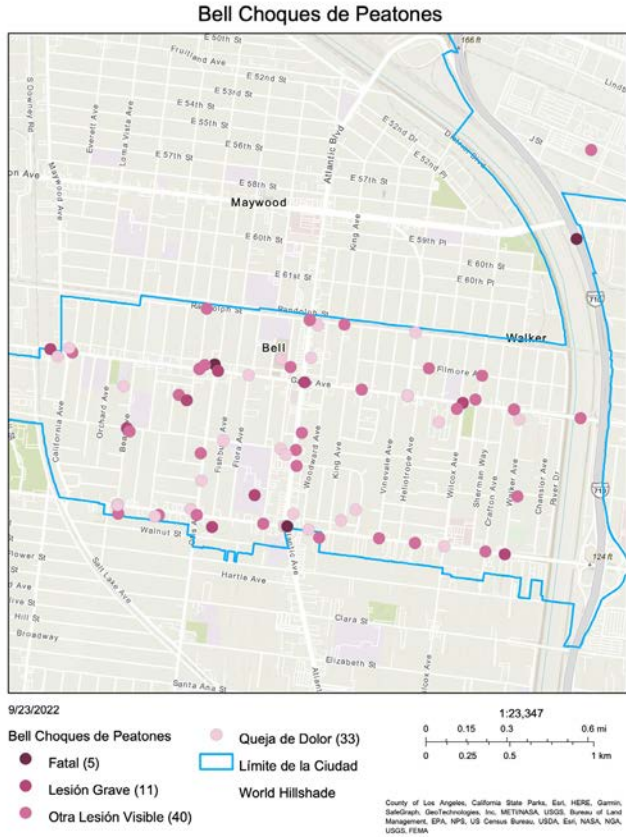 Bell Choques de Peatones
166 ft
E 50th St
Fruitland Ave
E 52nd St
E 53rd St
E 54th St
E 55th St
E 56th St
E 57th St
E 57th St
E 58th St
E 52nd Dr
E 52nd Pl
District Blvd
J St
S Downey Rd
Everett Ave
Loma Vista Ave
Maywood Ave
Atlantic Blvd
King Ave
Maywood
E 59th Pl
E 60th St
E 60th St
E 60th Pl
E 61st St
710
Randolph St
Randolph St
Bell
Walker
Filmore Ave
Gage Ave
California Ave
Orchard Ave
Flora Ave
Woodward Ave
King Ave
Vinevale Ave
Heliotrope Ave
Wilcox Ave
Sherman Way
Crafton Ave
Walker Ave
Chanslor Ave
River Dr
710
Walnut St
124 ft
Salt Lake Ave
Hartle Ave
Clara St
Hill St
Broadway
Elizabeth St
Santa Ana St
9/23/2022
Bell Choques de Peatones
Fatal (5)
Lesión Grave (11)
Otra Lesión Visible (40)
Queja de Dolor (33)
Límite de la Ciudad
World Hillshade
1:23,347
0 0.15 0.3 0.6 mi
0 0.25 0.5 1 km
County of Los Angeles, California State Parks, Esri, HERE, Garmin,
SafeGraph, GeoTechnologies, Inc, METI/NASA, USGS, Bureau of Land
Management, EPA, NPS, US Census Bureau, USDA, Esri, NASA, NGA,
USGS, FEMA